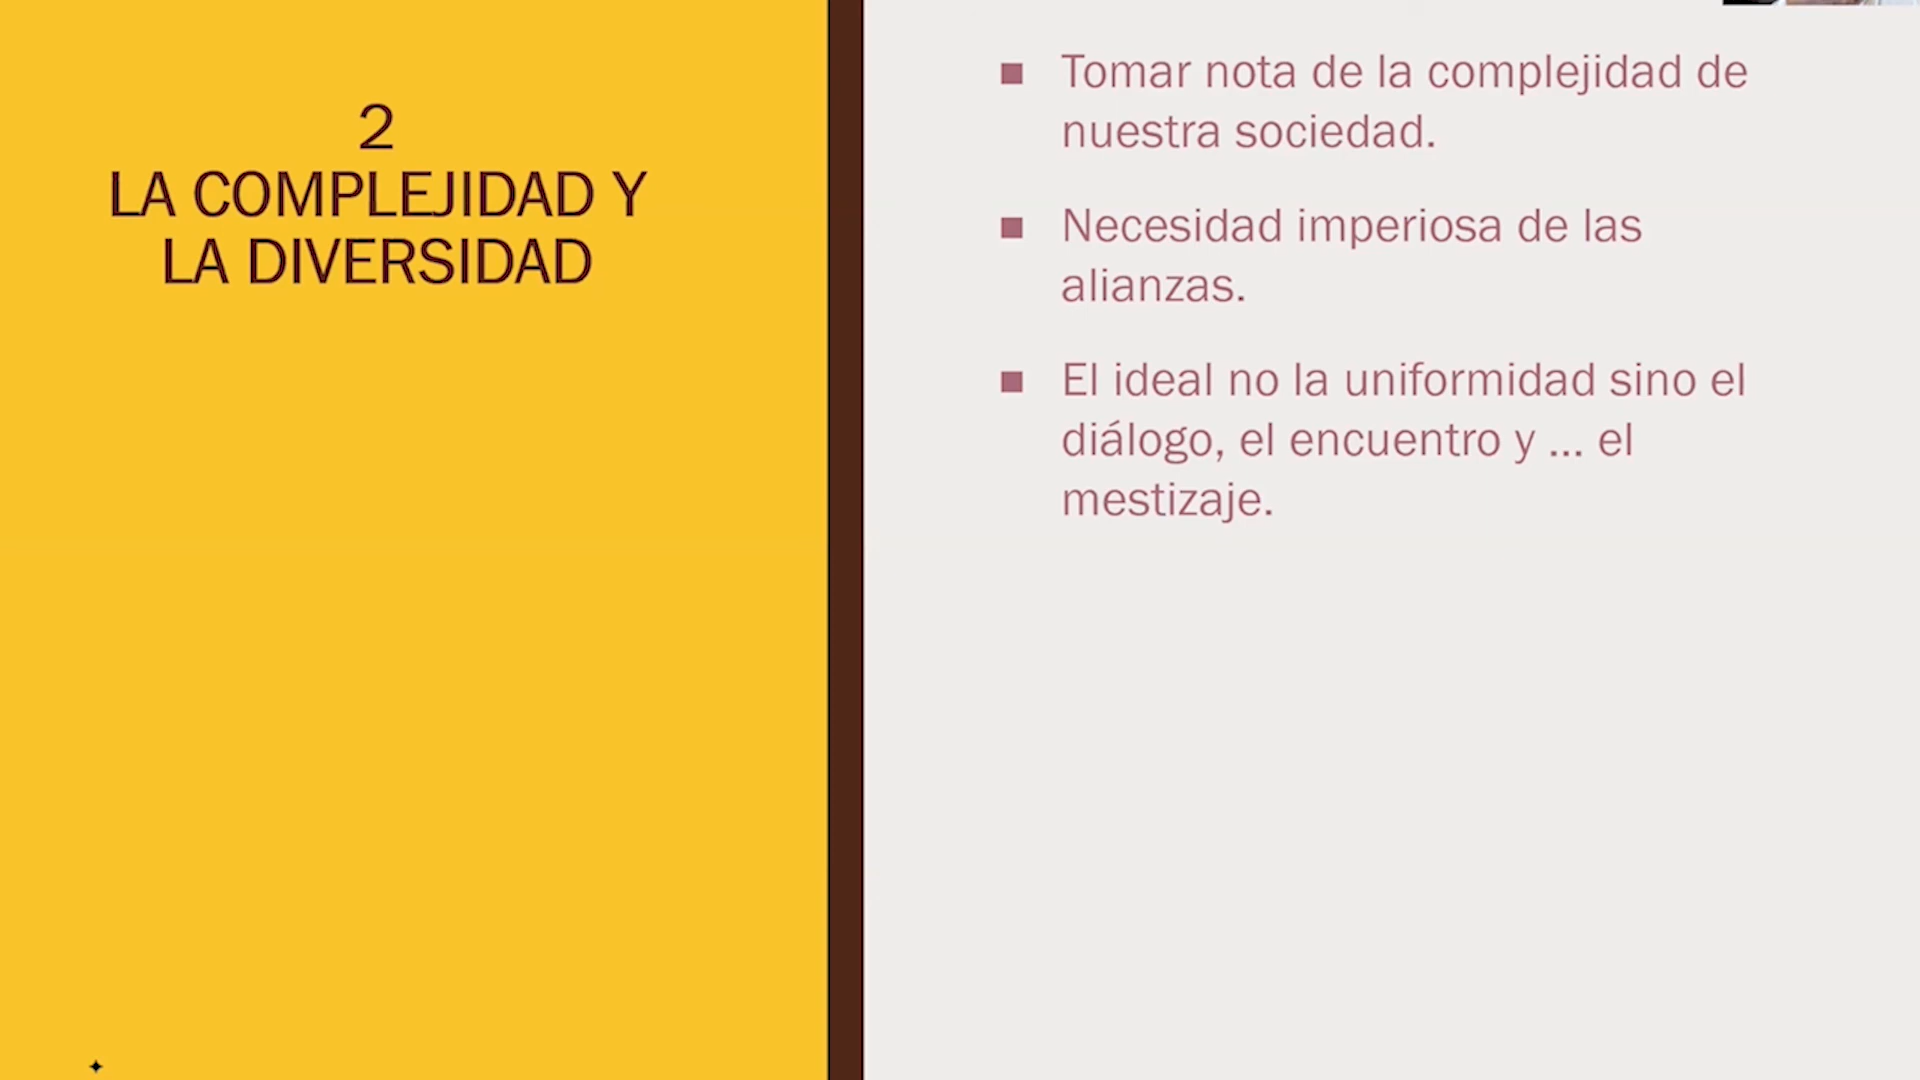 2
LA COMPLEJIDAD Y
LA DIVERSIDAD
Tomar nota de la complejidad de
nuestra sociedad.
Necesidad imperiosa de las
alianzas.
El ideal no la uniformidad sino el
diálogo, el encuentro y ... el
mestizaje.